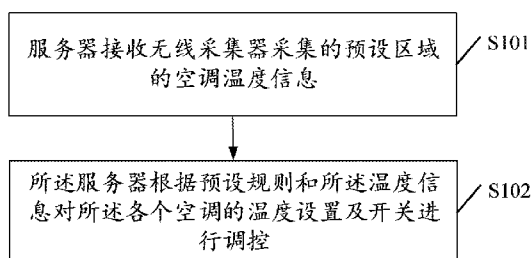 服务器接收无线采集器采集的预设区域
的空调温度信息
S101
所述服务器根据预设规则和所述温度信
息对所述各个空调的温度设置及开关进
行调控
S102